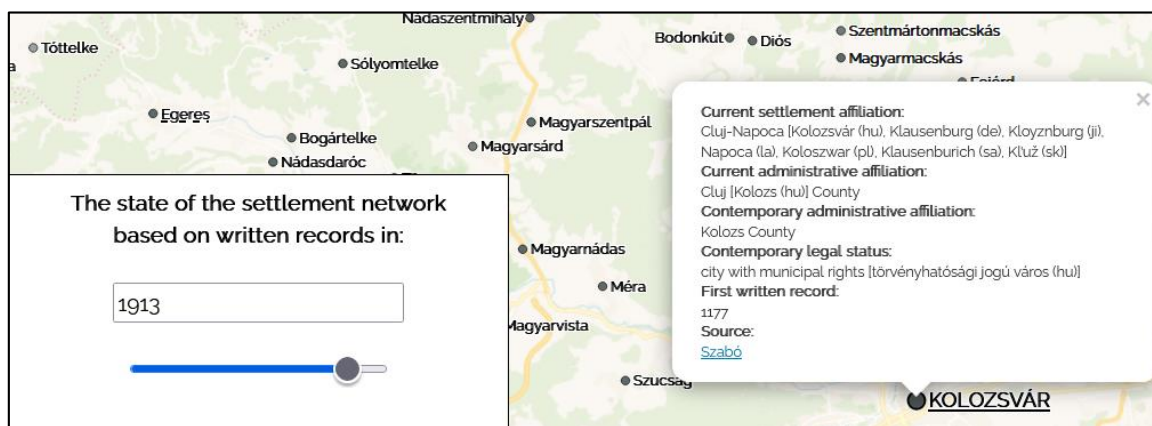 Nádaszentmihály
Tóttelke
a
Sólyomtelke
Bodonkút
Diós
Szentmártonmacskás
Magyarmacskás
Egeres
Bogártelke
Nádasdaróc
Magyarszentpál
Magyarsárd
The state of the settlement network
based on written records in:
1913
Magyarnádas
Méra
Magyarvista
Szucság
×
Current settlement affiliation:
Cluj-Napoca [Kolozsvár (hu), Klausenburg (de), Kloyznburg (ji),
Napoca (la), Koloszwar (pl), Klausenburich (sa), Kľuž (sk)]
Current administrative affiliation:
Cluj [Kolozs (hu)] County
Contemporary administrative affiliation:
Kolozs County
Contemporary legal status:
city with municipal rights [törvényhatósági jogú város (hu)]
First written record:
1177
Source:
Szabó
KOLOZSVÁR